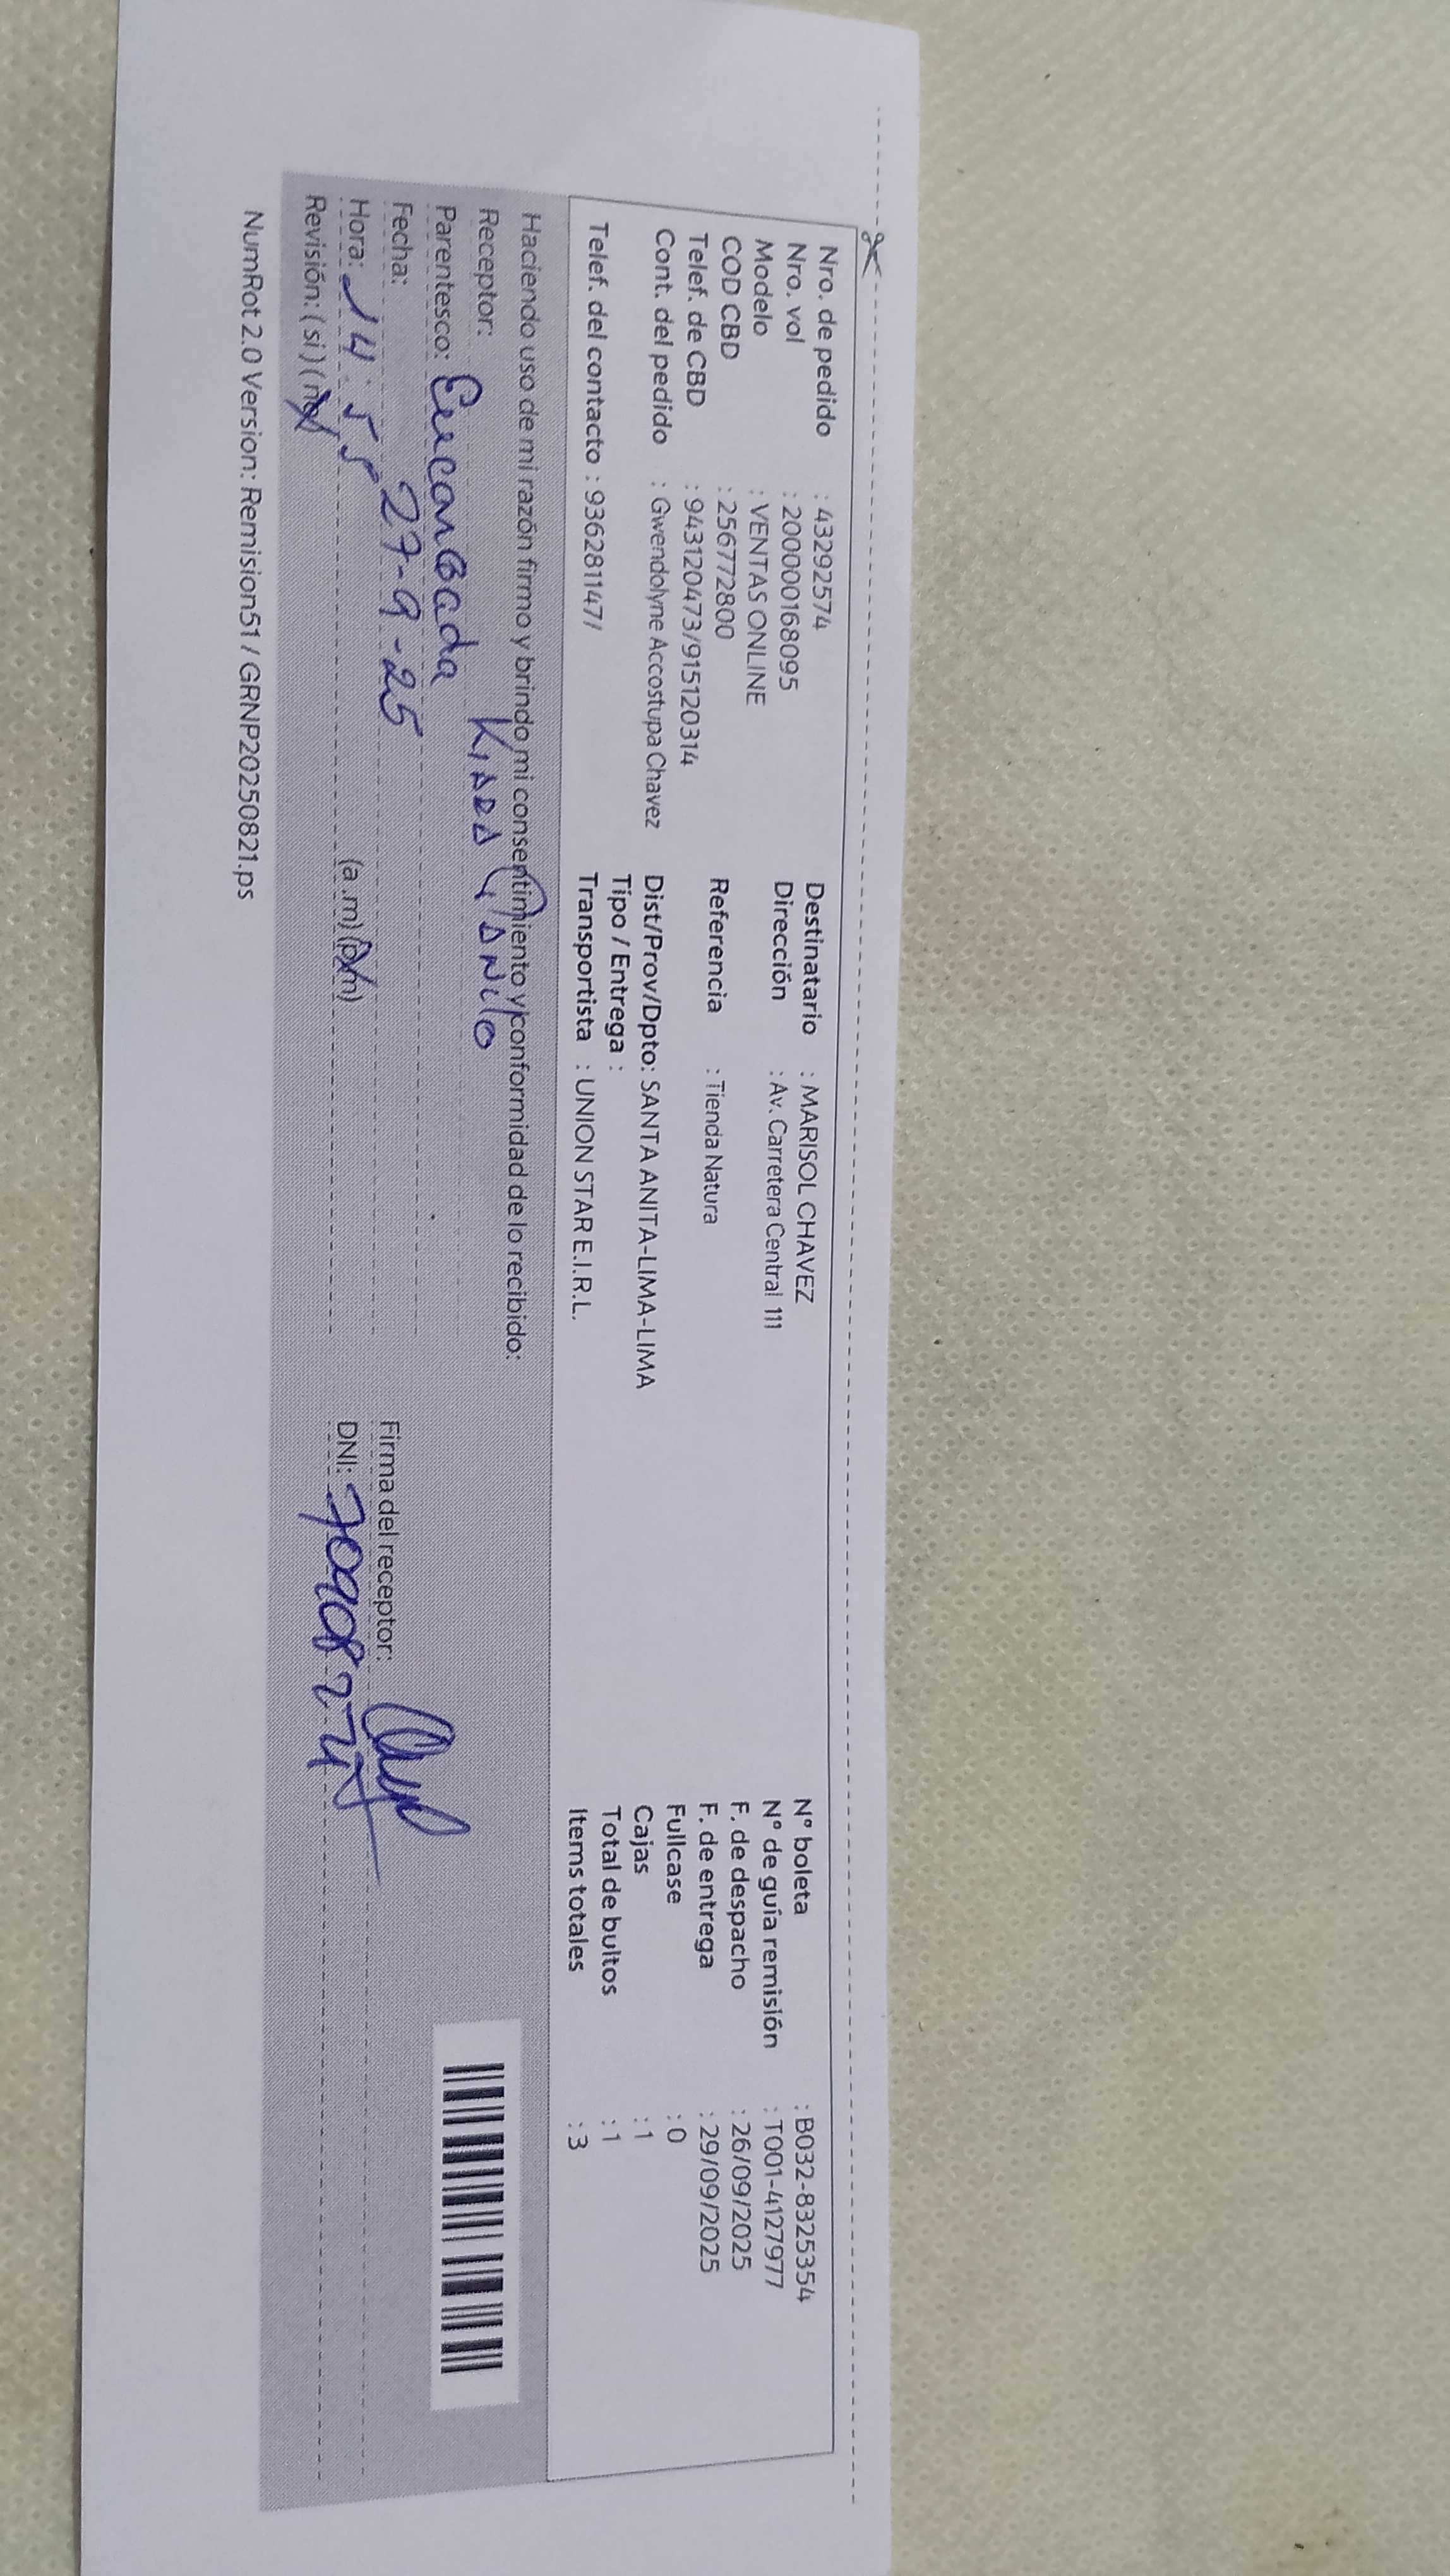 Nro. de pedido : 43292574
Nro. vol : 200000168095
Modelo : VENTAS ONLINE
COD CBD : 256772800
Telef. de CBD : 943120473/915120314
Cont. del pedido : Gwendolyne Accostupa Chavez
Telef. del contacto : 936281147/
Destinatario : MARISOL CHAVEZ
Dirección : Av. Carretera Central 111
Referencia : Tienda Natura
Dist/Prov/Dpto: SANTA ANITA-LIMA-LIMA
Tipo / Entrega :
Transportista : UNION STAR E.I.R.L.
N° boleta : B032-8325354
N° de guía remisión : T001-4127977
F. de despacho : 26/09/2025
F. de entrega : 29/09/2025
Fullcase : 0
Cajas : 1
Total de bultos : 1
Items totales : 3
Haciendo uso de mi razón firmo y brindo mi consentimiento y conformidad de lo recibido:
Receptor: KIARA
Parentesco: Encargada
Fecha: 27-9-25
Hora: 14:55 (a.m) (p.m)
Revisión: ( si ) ( no )
Firma del receptor:
DNI:
NumRot 2.0 Version: Remision51 / GRNP20250821.ps